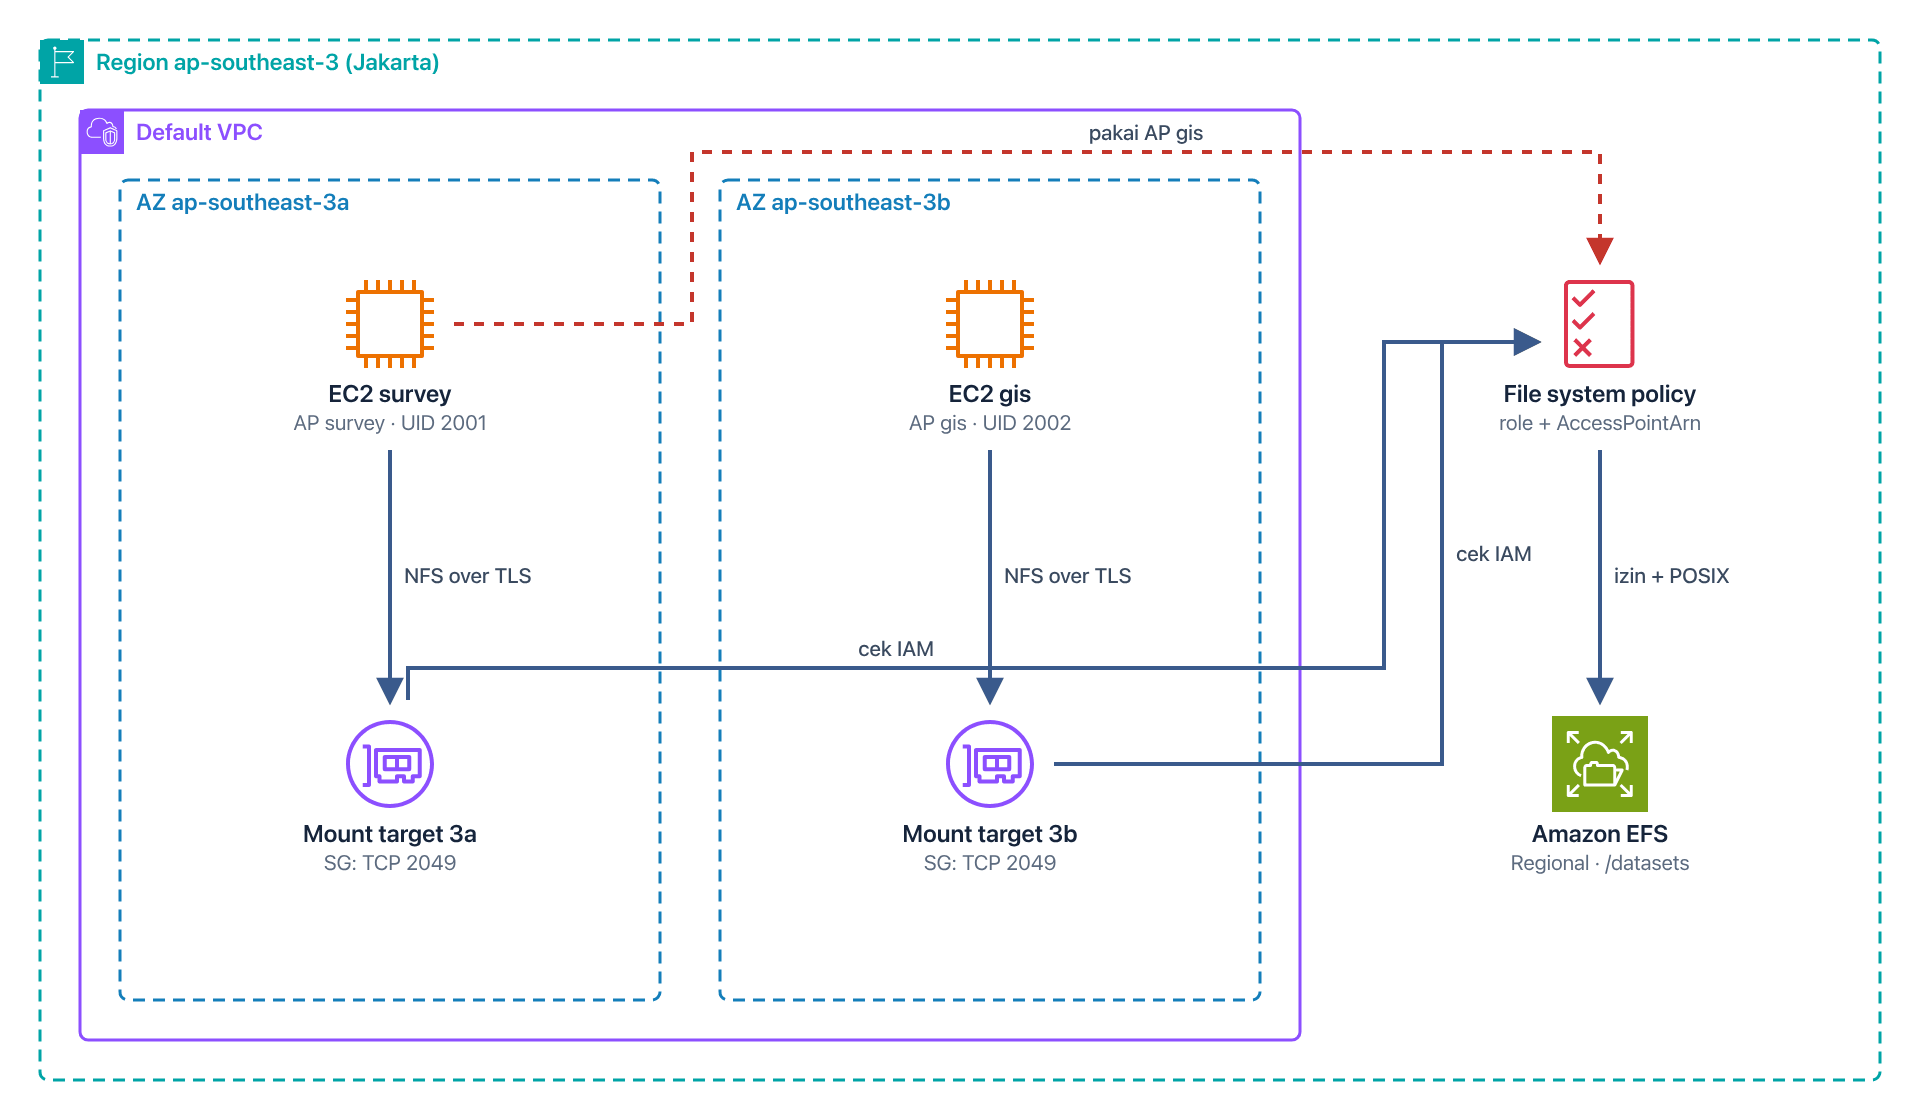 Region ap-southeast-3 (Jakarta)
Default VPC
pakai AP gis
AZ ap-southeast-3a
AZ ap-southeast-3b
EC2 survey
AP survey · UID 2001
EC2 gis
AP gis · UID 2002
File system policy
role + AccessPointArn
NFS over TLS
NFS over TLS
cek IAM
izin + POSIX
cek IAM
Mount target 3a
SG: TCP 2049
Mount target 3b
SG: TCP 2049
Amazon EFS
Regional · /datasets